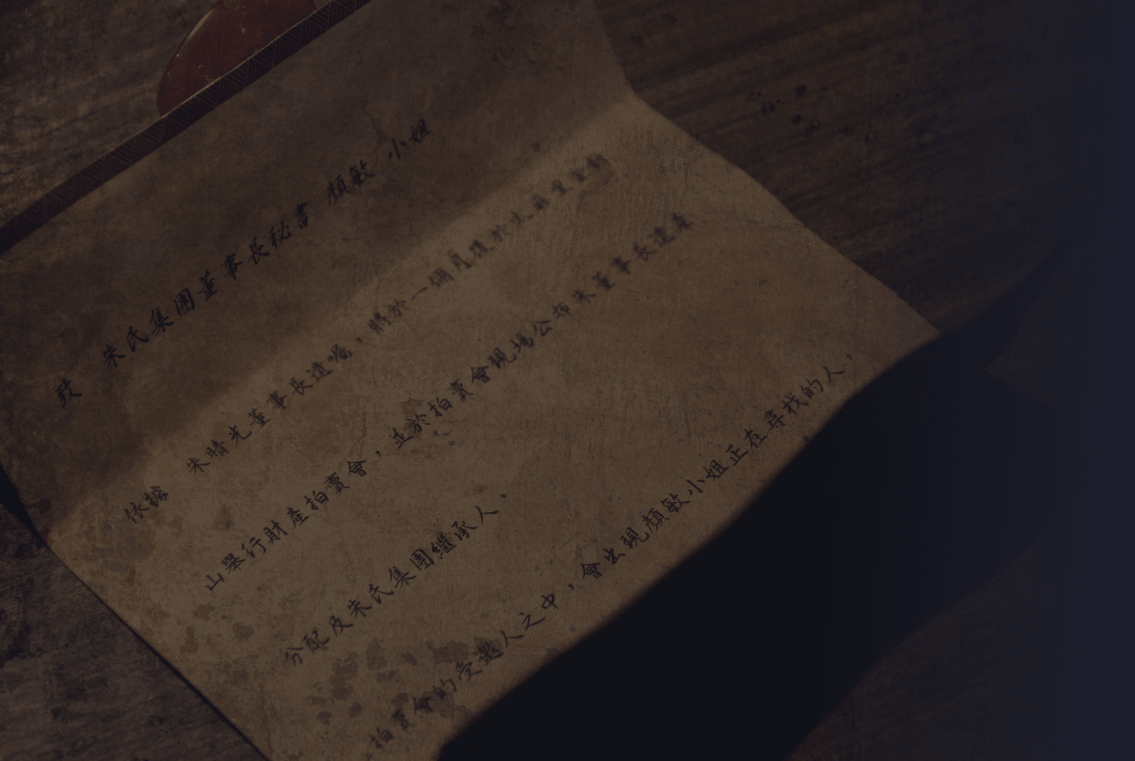 致 朱氏集團董事長祕書 顏敏 小姐
依據 朱晴光董事長遺囑，將於一個月後於
山舉行財產拍賣會，並於拍賣會現場公布朱董事長遺產
分配及朱氏集團繼承人
拍賣會的受邀人之中，會出現顏敏小姐正在尋找的人，